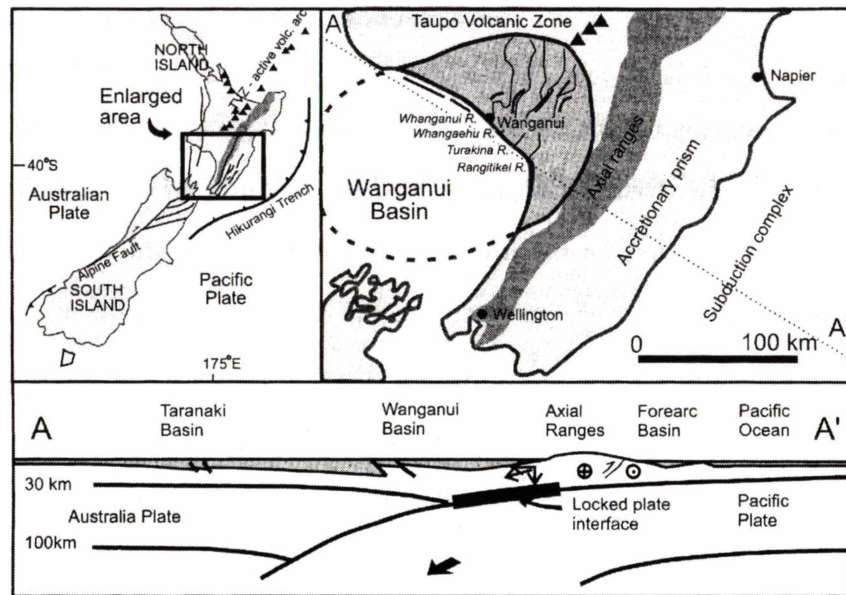 NORTH
ISLAND
TVZ - active volc. arc
Enlarged
area
40°S
Australian
Plate
Hikurangi Trench
Alpine Fault
Pacific
Plate
SOUTH
ISLAND
175°E
A
Taupo Volcanic Zone
Napier
Whanganui R.
Wanganui
Whangaehu R.
Turakina R.
Rangitikei R.
Wanganui
Basin
Axial ranges
Accretionary prism
Subduction complex
Wellington
A
0 100 km
A
Taranaki
Basin
Wanganui
Basin
Axial
Ranges
Forearc
Basin
Pacific
Ocean
A'
30 km
Australia Plate
Locked plate
interface
Pacific
Plate
100km